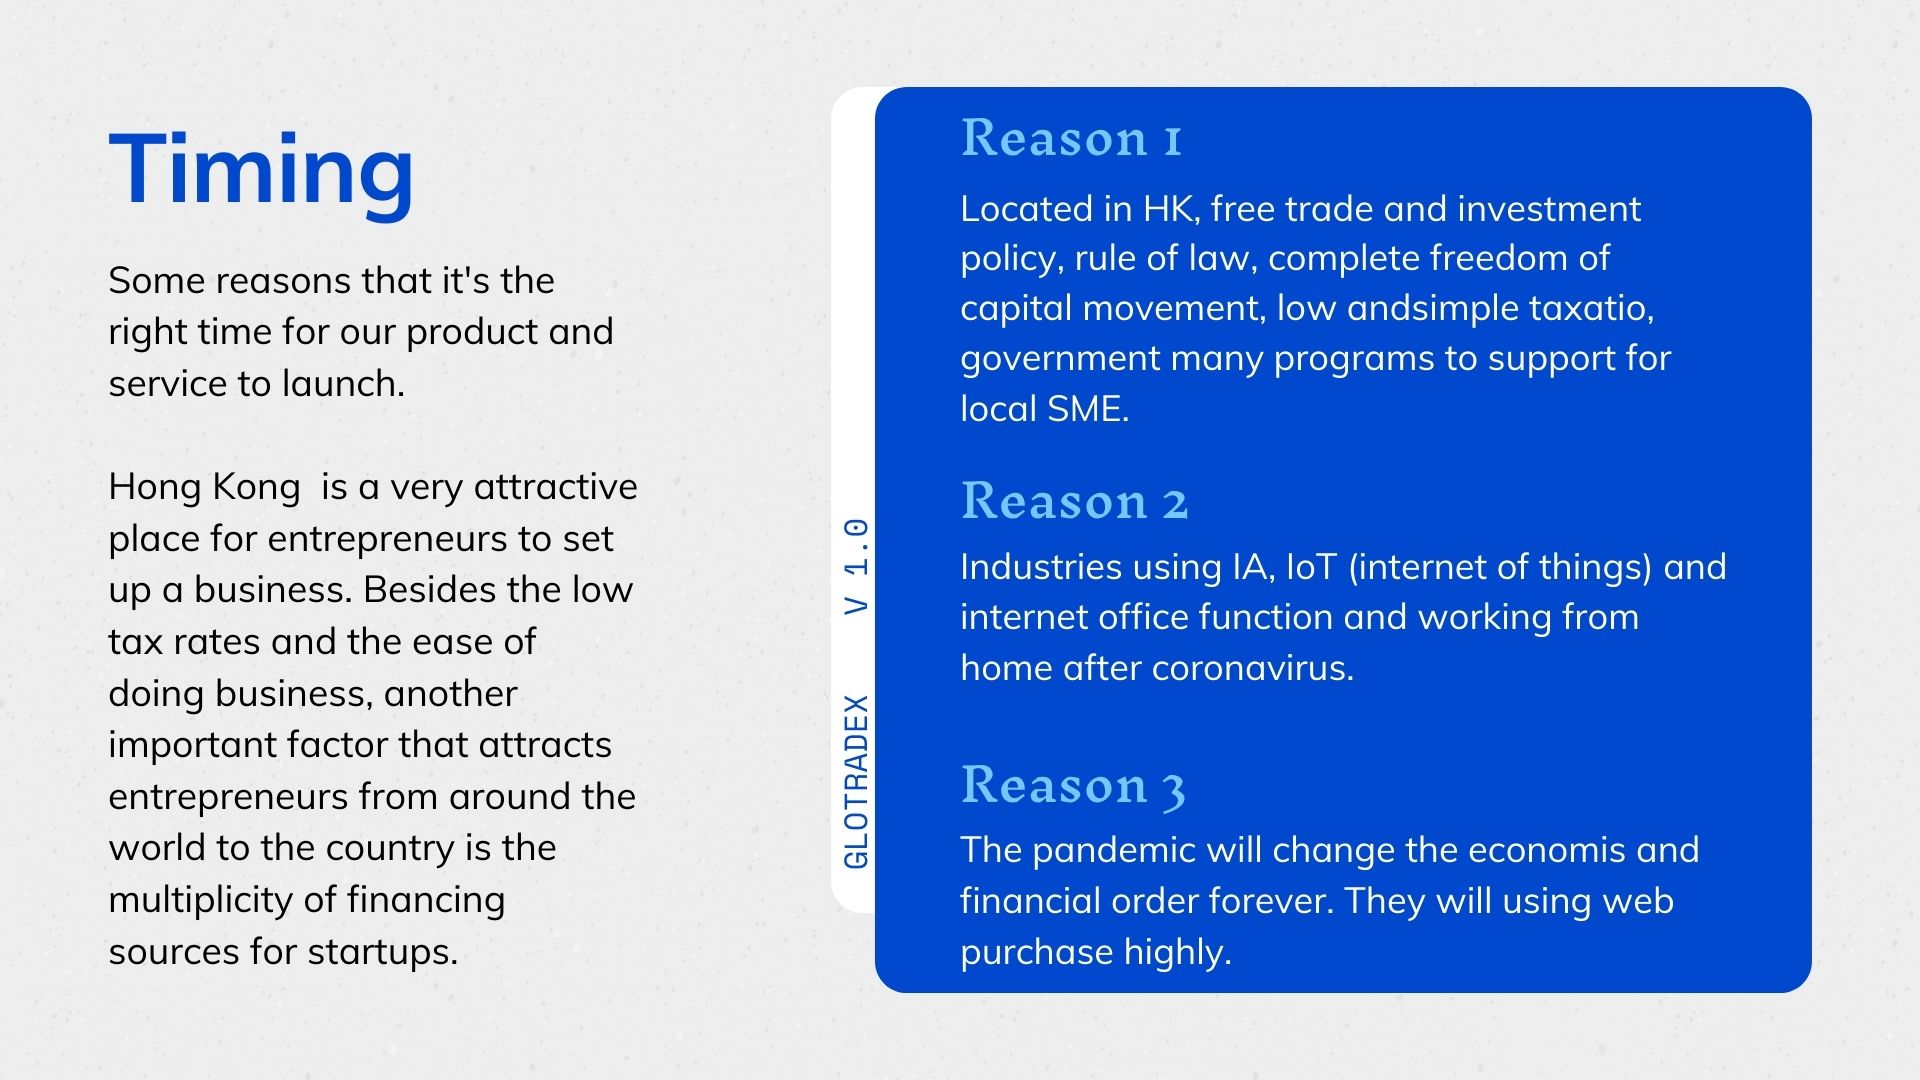 Timing
Some reasons that it's the
right time for our product and
service to launch.
Hong Kong  is a very attractive
place for entrepreneurs to set
up a business. Besides the low
tax rates and the ease of
doing business, another
important factor that attracts
entrepreneurs from around the
world to the country is the
multiplicity of financing
sources for startups.
GLOTRADEX V 1.0
Reason 1
Located in HK, free trade and investment
policy, rule of law, complete freedom of
capital movement, low andsimple taxatio,
government many programs to support for
local SME.
Reason 2
Industries using IA, IoT (internet of things) and
internet office function and working from
home after coronavirus.
Reason 3
The pandemic will change the economis and
financial order forever. They will using web
purchase highly.